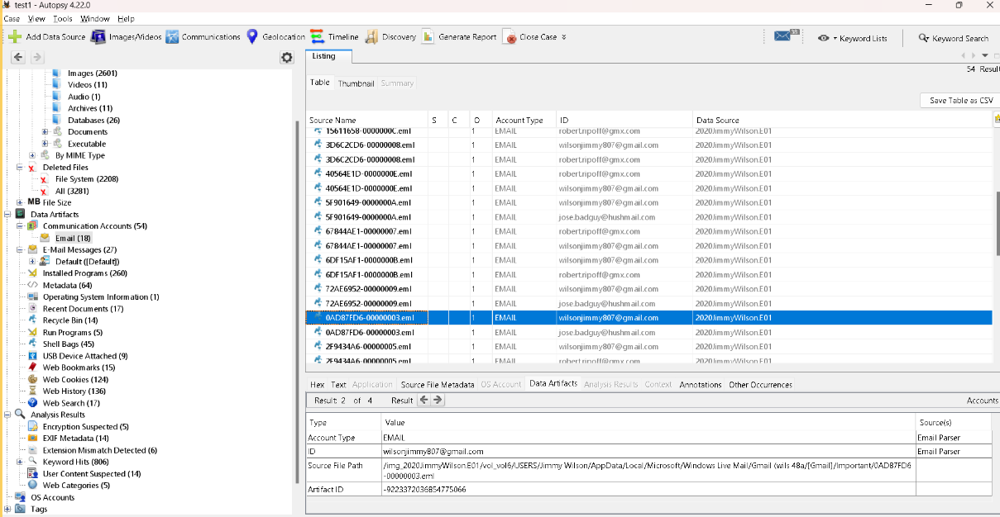 test1 - Autopsy 4.22.0
Case View Tools Window Help
Add Data Source Images/Videos Communications Geolocation Timeline Discovery Generate Report Close Case Keyword Lists Keyword Search
Listing
54 Result
Table Thumbnail Summary
Save Table as CSV
Images (2601)
Videos (11)
Audio (1)
Archives (11)
Databases (26)
Documents
Executable
By MIME Type
Deleted Files
File System (2208)
All (3281)
MB File Size
Data Artifacts
Communication Accounts (54)
Email (18)
E-Mail Messages (27)
Default ([Default])
Installed Programs (260)
Metadata (64)
Operating System Information (1)
Recent Documents (17)
Recycle Bin (14)
Run Programs (5)
Shell Bags (45)
USB Device Attached (9)
Web Bookmarks (15)
Web Cookies (124)
Web History (136)
Web Search (17)
Analysis Results
Encryption Suspected (5)
EXIF Metadata (14)
Extension Mismatch Detected (6)
Keyword Hits (806)
User Content Suspected (14)
Web Categories (5)
OS Accounts
Tags
Source Name S C O Account Type ID Data Source
15611658-0000000C.eml 1 EMAIL robert.ripoff@gmx.com 2020JimmyWilson.E01
3D6C2CD6-00000008.eml 1 EMAIL wilsonjimmy807@gmail.com 2020JimmyWilson.E01
3D6C2CD6-00000008.eml 1 EMAIL robert.ripoff@gmx.com 2020JimmyWilson.E01
40564E1D-0000000E.eml 1 EMAIL robert.ripoff@gmx.com 2020JimmyWilson.E01
40564E1D-0000000E.eml 1 EMAIL wilsonjimmy807@gmail.com 2020JimmyWilson.E01
5F901649-0000000A.eml 1 EMAIL wilsonjimmy807@gmail.com 2020JimmyWilson.E01
5F901649-0000000A.eml 1 EMAIL jose.badguy@hushmail.com 2020JimmyWilson.E01
67844AE1-00000007.eml 1 EMAIL robert.ripoff@gmx.com 2020JimmyWilson.E01
67844AE1-00000007.eml 1 EMAIL wilsonjimmy807@gmail.com 2020JimmyWilson.E01
6DF15AF1-0000000B.eml 1 EMAIL wilsonjimmy807@gmail.com 2020JimmyWilson.E01
6DF15AF1-0000000B.eml 1 EMAIL robert.ripoff@gmx.com 2020JimmyWilson.E01
72AE6952-00000009.eml 1 EMAIL wilsonjimmy807@gmail.com 2020JimmyWilson.E01
72AE6952-00000009.eml 1 EMAIL jose.badguy@hushmail.com 2020JimmyWilson.E01
0AD87FD6-00000003.eml 1 EMAIL wilsonjimmy807@gmail.com 2020JimmyWilson.E01
0AD87FD6-00000003.eml 1 EMAIL jose.badguy@hushmail.com 2020JimmyWilson.E01
2F9434A6-00000005.eml 1 EMAIL wilsonjimmy807@gmail.com 2020JimmyWilson.E01
2F9434A6-00000005.eml 1 EMAIL robert.ripoff@gmx.com 2020JimmyWilson.E01
Hex Text Application Source File Metadata OS Account Data Artifacts Analysis Results Context Annotations Other Occurrences
Result: 2 of 4 Result Accounts
Type Value Source(s)
Account Type EMAIL Email Parser
ID wilsonjimmy807@gmail.com Email Parser
Source File Path /img_2020JimmyWilson.E01/vol_vol6/USERS/Jimmy Wilson/AppData/Local/Microsoft/Windows Live Mail/Gmail (wils 48a/[Gmail]/Important/0AD87FD6
-00000003.eml
Artifact ID -9223372036854775066